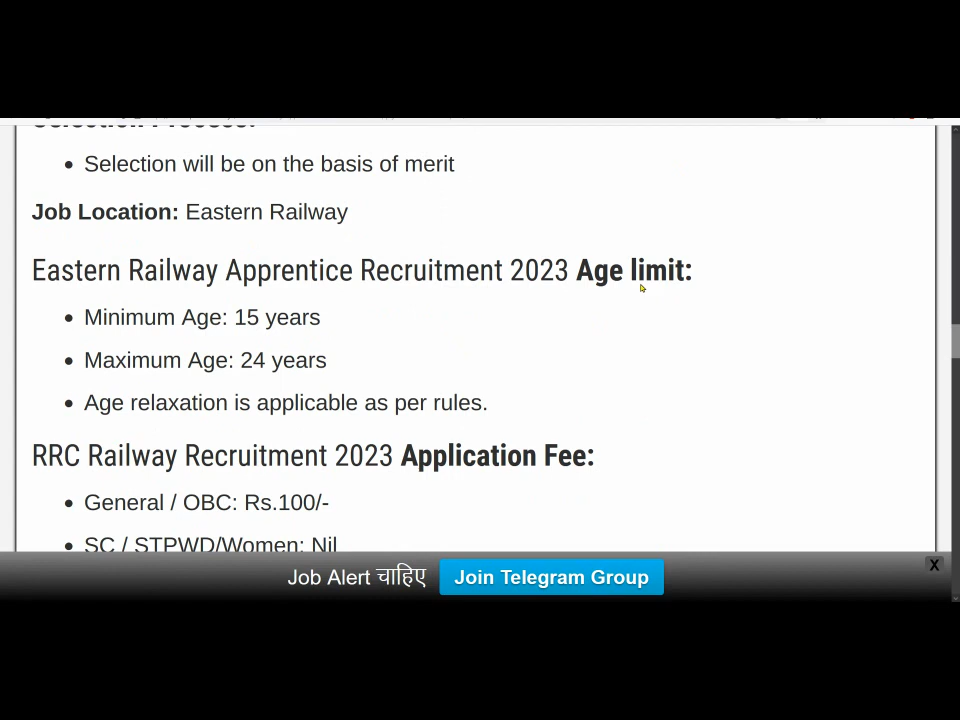 Selection Process:
Selection will be on the basis of merit
Job Location: Eastern Railway
Eastern Railway Apprentice Recruitment 2023 Age limit:
Minimum Age: 15 years
Maximum Age: 24 years
Age relaxation is applicable as per rules.
RRC Railway Recruitment 2023 Application Fee:
General / OBC: Rs.100/-
SC / STPWD/Women: Nil
Job Alert चाहिए Join Telegram Group
X